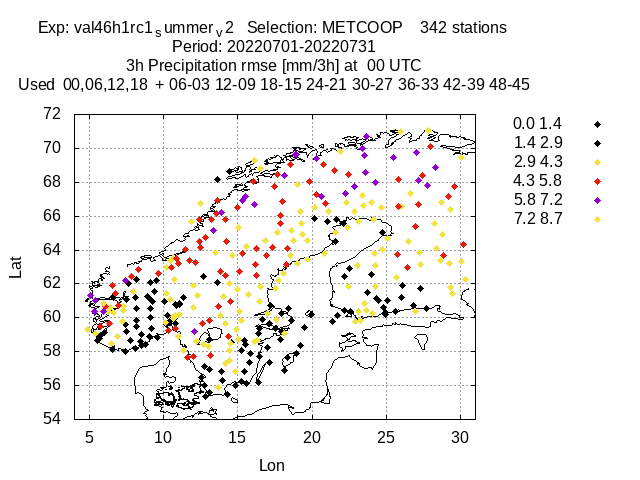 Exp: val46h1rc1summerv2 Selection: METCOOP 342 stations
Period: 20220701-20220731
3h Precipitation rmse [mm/3h] at 00 UTC
Used 00,06,12,18 + 06-03 12-09 18-15 24-21 30-27 36-33 42-39 48-45
72
70
68
66
64
62
60
58
56
54
5 10 15 20 25 30
Lat
Lon
0.0 1.4
1.4 2.9
2.9 4.3
4.3 5.8
5.8 7.2
7.2 8.7